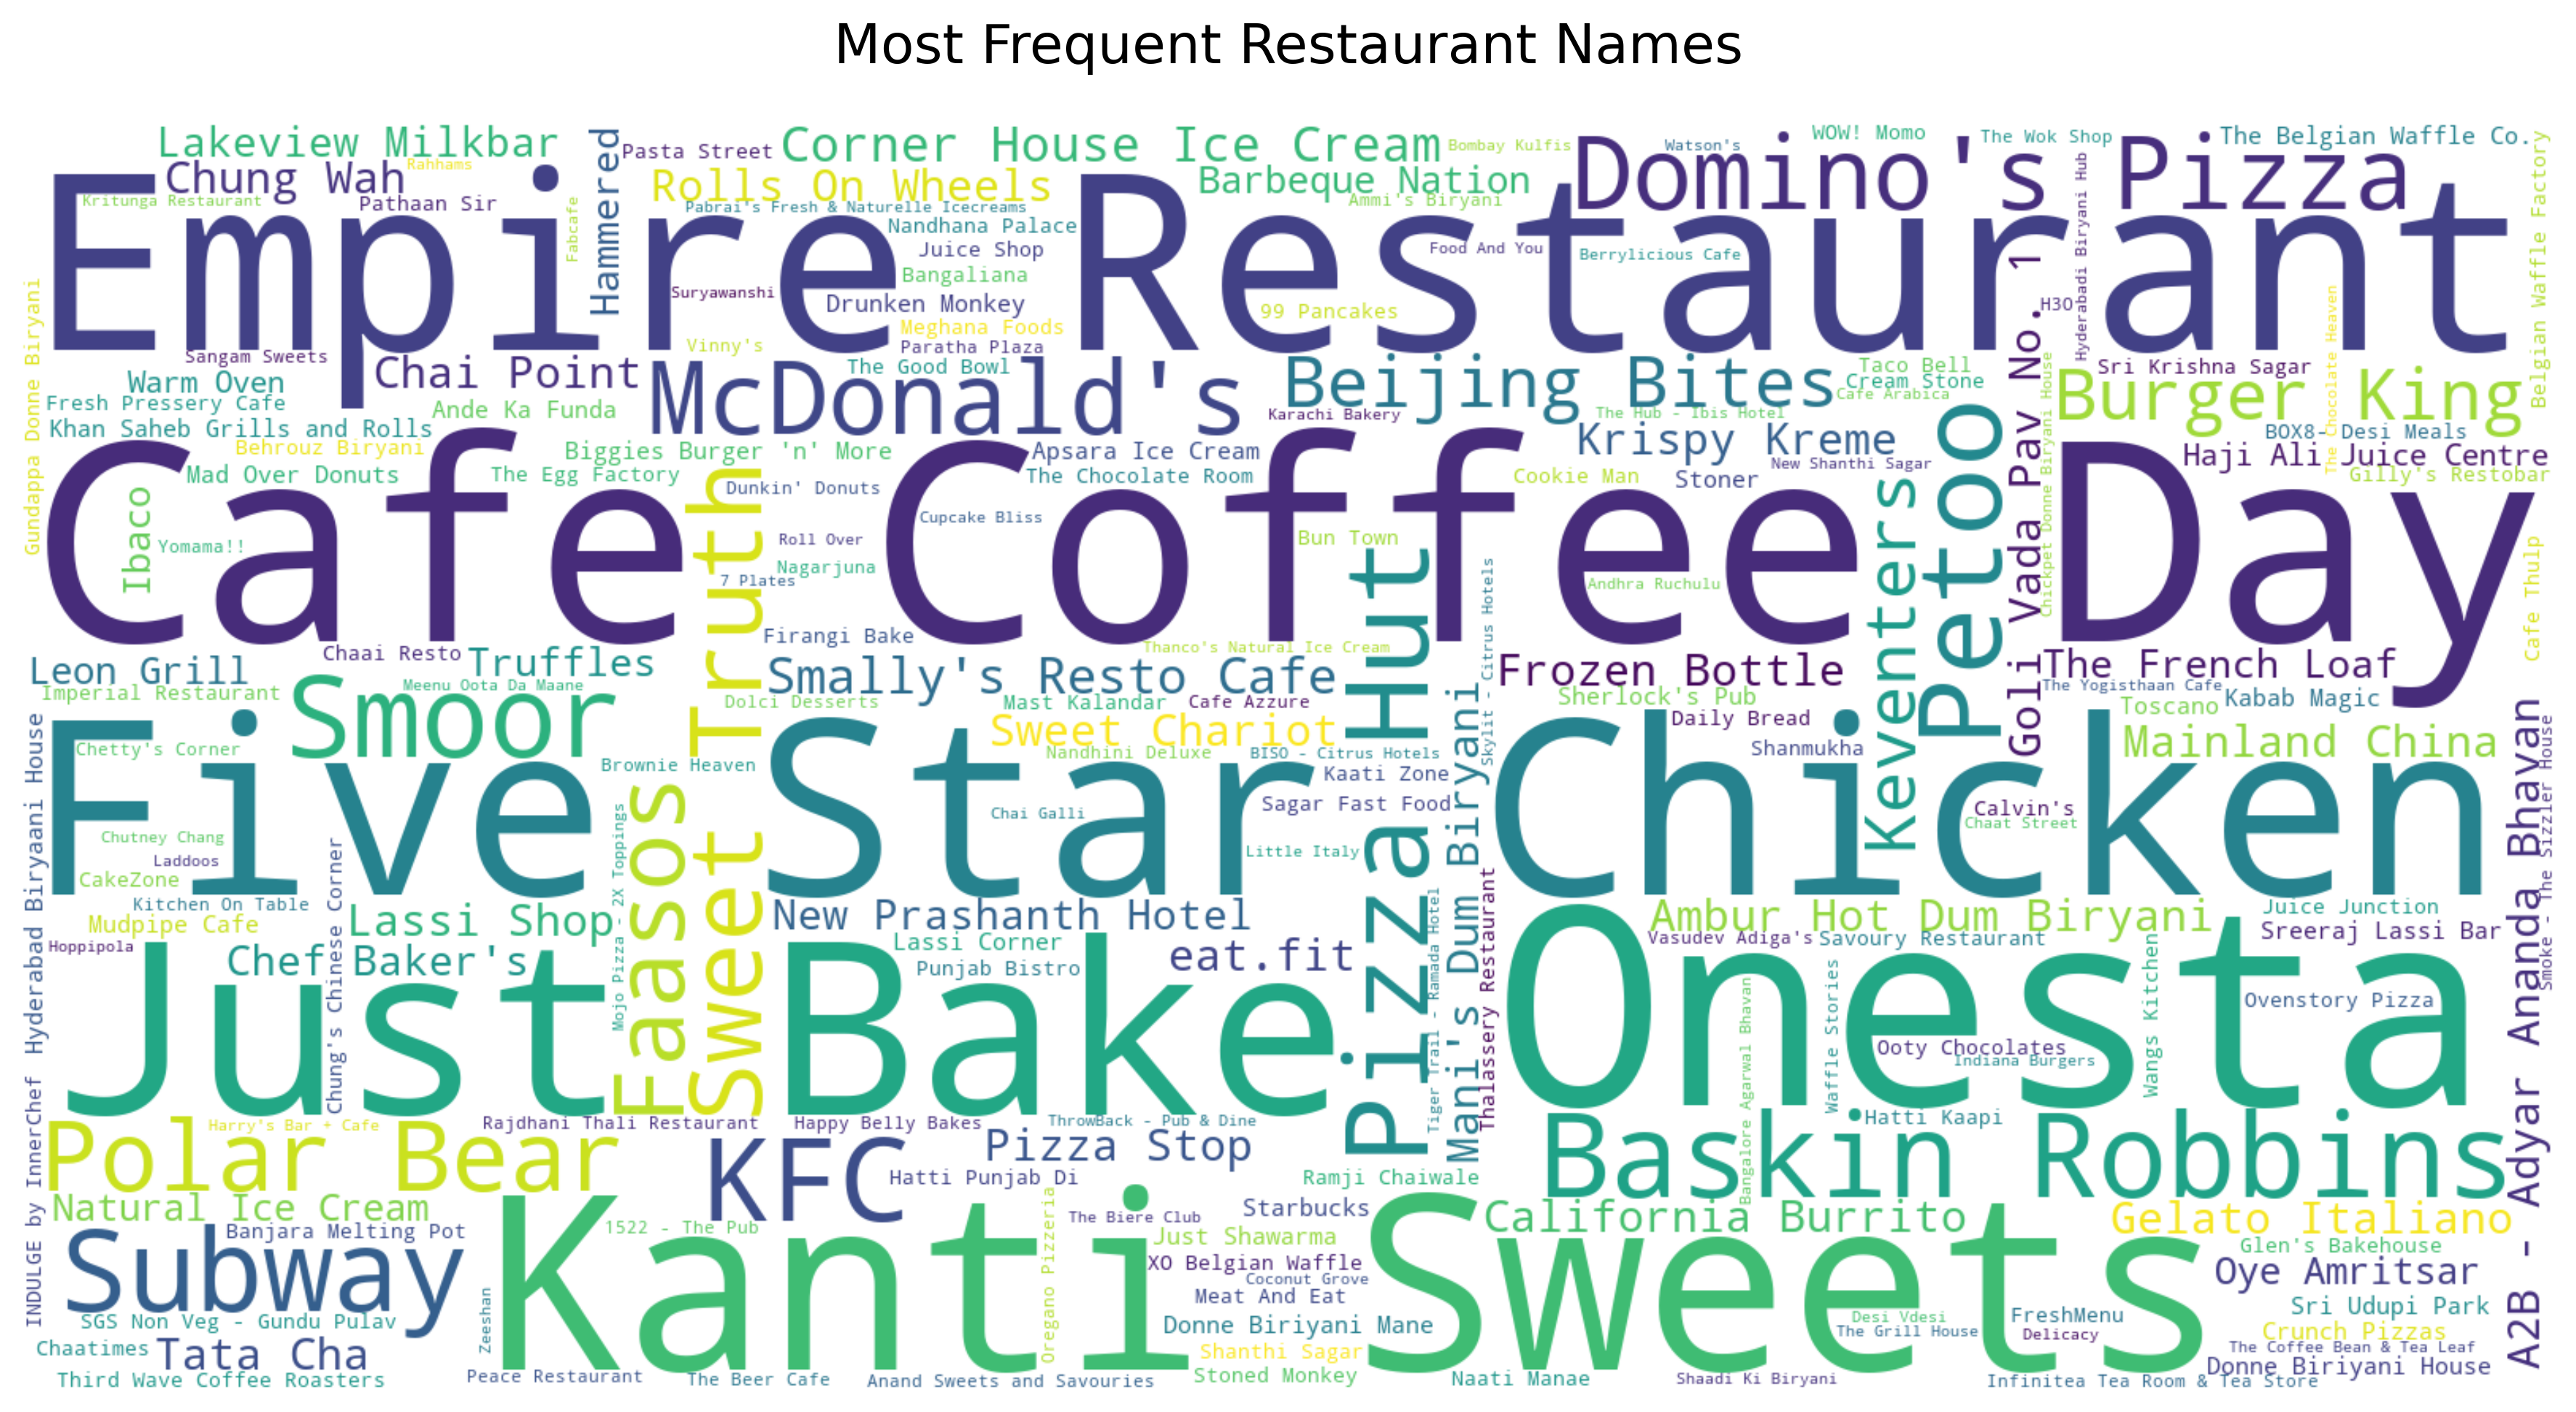 Most Frequent Restaurant Names
Lakeview Milkbar
Hammered
Pasta Street
Corner House Ice Cream
Bombay Kulfis
Domino's Pizza
Watson's
WOW! Momo
The Wok Shop
The Belgian Waffle Co.
Chung Wah
Rahhams
Rolls On Wheels
Barbeque Nation
Kritunga Restaurant
Pathaan Sir
Fabcafe
Pabrai's Fresh & Naturelle Icecreams
Ammi's Biryani
Nandhana Palace
Empire Restaurant
Juice Shop
Food And You
Berrylicious Cafe
Hyderabadi Biryani Hub
Belgian Waffle Factory
Bangaliana
Suryawanshi
Drunken Monkey
99 Pancakes
H30
Meghana Foods
Vinny's
Paratha Plaza
Gundappa Donne Biryani
Sangam Sweets
Chai Point
McDonald's
The Good Bowl
Beijing Bites
Taco Bell
Cream Stone
Cafe Arabica
Sri Krishna Sagar
The Chocolate Heaven
Warm Oven
Burger King
Fresh Pressery Cafe
Ande Ka Funda
Karachi Bakery
The Hub - Ibis Hotel
Khan Saheb Grills and Rolls
Krispy Kreme
BOX8- Desi Meals
Behrouz Biryani
Biggies Burger 'n' More
Apsara Ice Cream
Haji Ali Juice Centre
New Shanthi Sagar
Mad Over Donuts
The Egg Factory
The Chocolate Room
Cookie Man
Stoner
Gilly's Restobar
Dunkin' Donuts
Ibaco
Cafe Coffee Day
Cupcake Bliss
Yomama!!
Roll Over
Bun Town
Nagarjuna
7 Plates
Andhra Ruchulu
Keventers
Petoo
Goli Vada Pav No. 1
Chickpet Donne Biryani House
Cafe Thulp
Sweet Truth
Pizza Hut
Skylit - Citrus Hotels
Firangi Bake
Thanco's Natural Ice Cream
Chaai Resto
Truffles
Leon Grill
Smally's Resto Cafe
Frozen Bottle
The French Loaf
Imperial Restaurant
Meenu Oota Da Maane
The Yogisthaan Cafe
Kabab Magic
Smoor
Dolci Desserts
Mast Kalandar
Cafe Azzure
Sherlock's Pub
Toscano
Sweet Chariot
Daily Bread
Mainland China
Chetty's Corner
Nandhini Deluxe
BISO - Citrus Hotels
Shanmukha
Brownie Heaven
Kaati Zone
Five Star Chicken
Sagar Fast Food
Chai Galli
Calvin's
Chaat Street
Chutney Chang
Little Italy
Laddoos
CakeZone
Faasos
Mojo Pizza - 2X Toppings
Mani's Dum Biryani
Hyderabad Biryaani House
Chung's Chinese Corner
Thalassery Restaurant
Tiger Trail - Ramada Hotel
A2B - Adyar Ananda Bhavan
Smoke - The Sizzler House
Kitchen On Table
Mudpipe Cafe
Lassi Shop
New Prashanth Hotel
Ambur Hot Dum Biryani
Juice Junction
Hoppipola
Lassi Corner
Vasudev Adiga's
Savoury Restaurant
Sreeraj Lassi Bar
Chef Baker's
Punjab Bistro
eat.fit
Just Bake
Onesta
Waffle Stories
Wangs Kitchen
Ovenstory Pizza
Bangalore Agarwal Bhavan
Ooty Chocolates
Indiana Burgers
Polar Bear
Harry's Bar + Cafe
Rajdhani Thali Restaurant
Happy Belly Bakes
ThrowBack - Pub & Dine
Hatti Kaapi
KFC
Pizza Stop
Baskin Robbins
Hatti Punjab Di
Ramji Chaiwale
INDULGE by InnerChef
Natural Ice Cream
Starbucks
California Burrito
Gelato Italiano
Banjara Melting Pot
1522 - The Pub
The Biere Club
Just Shawarma
Glen's Bakehouse
Subway
Kanti Sweets
Oregano Pizzeria
XO Belgian Waffle
Coconut Grove
Oye Amritsar
Meat And Eat
Sri Udupi Park
Zeeshan
SGS Non Veg - Gundu Pulav
Donne Biriyani Mane
Desi Vdesi
FreshMenu
The Grill House
Delicacy
Crunch Pizzas
Chaatimes
Tata Cha
Shanthi Sagar
The Coffee Bean & Tea Leaf
Donne Biriyani House
Third Wave Coffee Roasters
Peace Restaurant
The Beer Cafe
Anand Sweets and Savouries
Stoned Monkey
Naati Manae
Shaadi Ki Biryani
Infinitea Tea Room & Tea Store